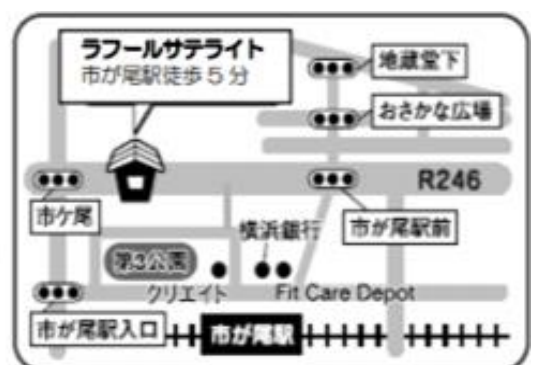 ラフールサテライト
市が尾駅徒歩5分
地蔵堂下
おさかな広場
R246
市ケ尾
市が尾駅前
横浜銀行
第3公園
クリエイト
Fit Care Depot
市が尾駅入口
市が尾駅